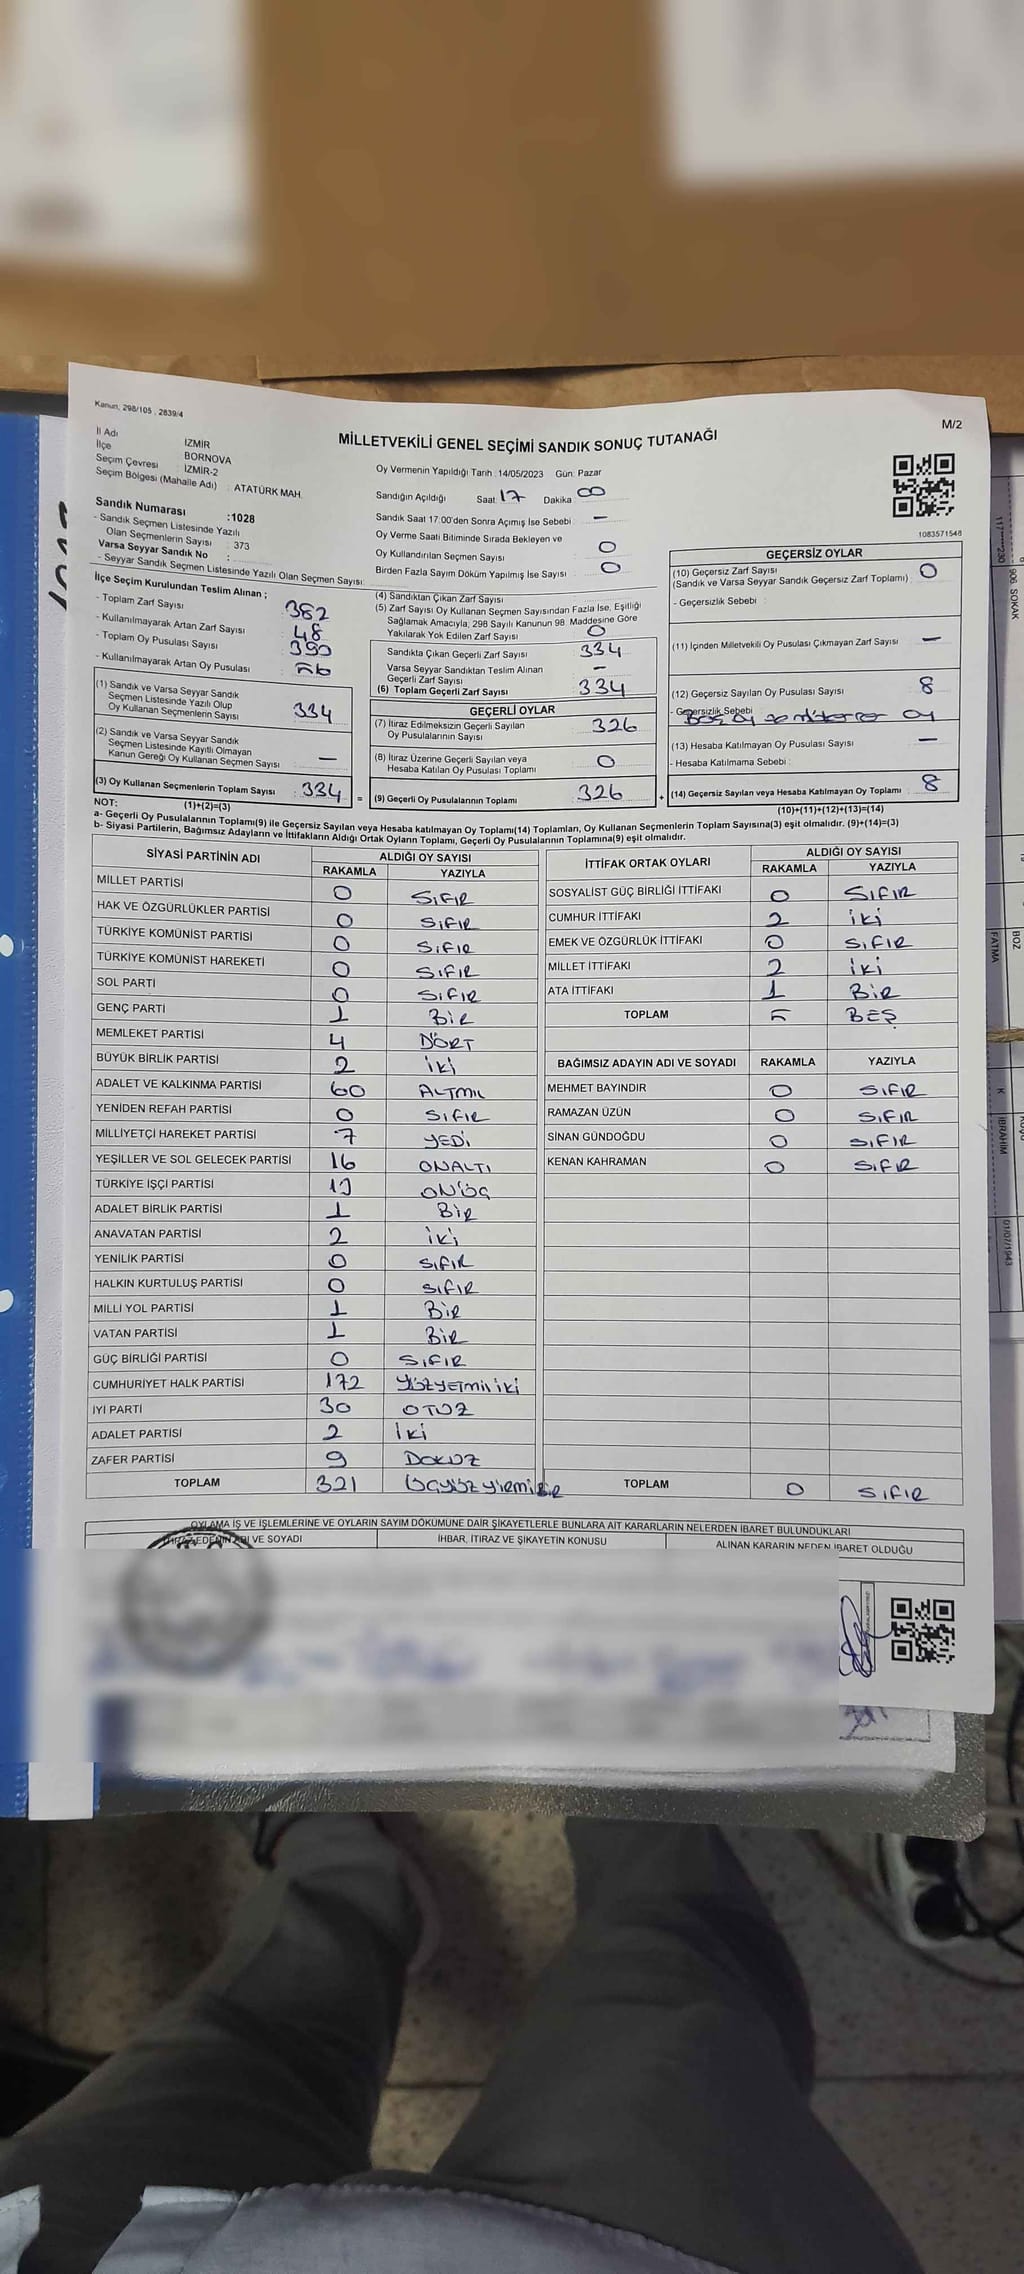 Kanun; 298/105 , 2839/4
M/2
MİLLETVEKİLİ GENEL SEÇİMİ SANDIK SONUÇ TUTANAĞI
İl Adı İZMİR
İlçe BORNOVA
Seçim Çevresi : İZMİR-2
Seçim Bölgesi (Mahalle Adı) : ATATÜRK MAH.
Sandık Numarası :1028
- Sandık Seçmen Listesinde Yazılı
Olan Seçmenlerin Sayısı : 373
Varsa Seyyar Sandık No :
- Seyyar Sandık Seçmen Listesinde Yazılı Olan Seçmen Sayısı:
Oy Vermenin Yapıldığı Tarih :14/05/2023 Gün: Pazar
Sandığın Açıldığı Saat 17 Dakika 00
Sandık Saat 17:00'den Sonra Açımış İse Sebebi : —
Oy Verme Saati Bitiminde Sırada Bekleyen ve
Oy Kullandırılan Seçmen Sayısı : 0
Birden Fazla Sayım Döküm Yapılmış İse Sayısı : 0
1083571548
İlçe Seçim Kurulundan Teslim Alınan ;
- Toplam Zarf Sayısı : 382
- Kullanılmayarak Artan Zarf Sayısı : 48
- Toplam Oy Pusulası Sayısı : 390
- Kullanılmayarak Artan Oy Pusulası : 56
(1) Sandık ve Varsa Seyyar Sandık
Seçmen Listesinde Yazılı Olup
Oy Kullanan Seçmenlerin Sayısı : 334
(2) Sandık ve Varsa Seyyar Sandık
Seçmen Listesinde Kayıtlı Olmayan
Kanun Gereği Oy Kullanan Seçmen Sayısı : —
(3) Oy Kullanan Seçmenlerin Toplam Sayısı : 334 =
(4) Sandıktan Çıkan Zarf Sayısı
(5) Zarf Sayısı Oy Kullanan Seçmen Sayısından Fazla İse, Eşitliği
Sağlamak Amacıyla; 298 Sayılı Kanunun 98. Maddesine Göre
Yakılarak Yok Edilen Zarf Sayısı : 0
Sandıkta Çıkan Geçerli Zarf Sayısı : 334
Varsa Seyyar Sandıktan Teslim Alınan
Geçerli Zarf Sayısı : —
(6) Toplam Geçerli Zarf Sayısı : 334
GEÇERLİ OYLAR
(7) İtiraz Edilmeksizin Geçerli Sayılan
Oy Pusulalarının Sayısı : 326
(8) İtiraz Üzerine Geçerli Sayılan veya
Hesaba Katılan Oy Pusulası Toplamı : 0
(9) Geçerli Oy Pusulalarının Toplamı : 326 +
GEÇERSİZ OYLAR
(10) Geçersiz Zarf Sayısı
(Sandık ve Varsa Seyyar Sandık Geçersiz Zarf Toplamı) : 0
- Geçersizlik Sebebi :
(11) İçinden Milletvekili Oy Pusulası Çıkmayan Zarf Sayısı : —
(12) Geçersiz Sayılan Oy Pusulası Sayısı : 8
- Geçersizlik Sebebi : Boş oy oy
(13) Hesaba Katılmayan Oy Pusulası Sayısı : —
- Hesaba Katılmama Sebebi :
(14) Geçersiz Sayılan veya Hesaba Katılmayan Oy Toplamı : 8
NOT: (1)+(2)=(3)
(10)+(11)+(12)+(13)=(14)
a- Geçerli Oy Pusulalarının Toplamı(9) ile Geçersiz Sayılan veya Hesaba katılmayan Oy Toplamı(14) Toplamları, Oy Kullanan Seçmenlerin Toplam Sayısına(3) eşit olmalıdır. (9)+(14)=(3)
b- Siyasi Partilerin, Bağımsız Adayların ve İttifakların Aldığı Ortak Oyların Toplamı, Geçerli Oy Pusulalarının Toplamına(9) eşit olmalıdır.
SİYASİ PARTİNİN ADI ALDIĞI OY SAYISI
RAKAMLA YAZIYLA
MİLLET PARTİSİ 0 SIFIR
HAK VE ÖZGÜRLÜKLER PARTİSİ 0 SIFIR
TÜRKİYE KOMÜNİST PARTİSİ 0 SIFIR
TÜRKİYE KOMÜNİST HAREKETİ 0 SIFIR
SOL PARTİ 0 SIFIR
GENÇ PARTİ 1 BİR
MEMLEKET PARTİSİ 4 DÖRT
BÜYÜK BİRLİK PARTİSİ 2 İKİ
ADALET VE KALKINMA PARTİSİ 60 ALTMIŞ
YENİDEN REFAH PARTİSİ 0 SIFIR
MİLLİYETÇİ HAREKET PARTİSİ 7 YEDİ
YEŞİLLER VE SOL GELECEK PARTİSİ 16 ONALTI
TÜRKİYE İŞÇİ PARTİSİ 13 ONÜÇ
ADALET BİRLİK PARTİSİ 1 BİR
ANAVATAN PARTİSİ 2 İKİ
YENİLİK PARTİSİ 0 SIFIR
HALKIN KURTULUŞ PARTİSİ 0 SIFIR
MİLLİ YOL PARTİSİ 1 BİR
VATAN PARTİSİ 1 BİR
GÜÇ BİRLİĞİ PARTİSİ 0 SIFIR
CUMHURİYET HALK PARTİSİ 172 YÜZYETMİŞİKİ
İYİ PARTİ 30 OTUZ
ADALET PARTİSİ 2 İKİ
ZAFER PARTİSİ 9 DOKUZ
TOPLAM 321 ÜÇYÜZYİRMİBİR
İTTİFAK ORTAK OYLARI ALDIĞI OY SAYISI
RAKAMLA YAZIYLA
SOSYALİST GÜÇ BİRLİĞİ İTTİFAKI 0 SIFIR
CUMHUR İTTİFAKI 2 İKİ
EMEK VE ÖZGÜRLÜK İTTİFAKI 0 SIFIR
MİLLET İTTİFAKI 2 İKİ
ATA İTTİFAKI 1 BİR
TOPLAM 5 BEŞ
BAĞIMSIZ ADAYIN ADI VE SOYADI RAKAMLA YAZIYLA
MEHMET BAYINDIR 0 SIFIR
RAMAZAN ÜZÜN 0 SIFIR
SİNAN GÜNDOĞDU 0 SIFIR
KENAN KAHRAMAN 0 SIFIR
TOPLAM 0 SIFIR
OYLAMA İŞ VE İŞLEMLERİNE VE OYLARIN SAYIM DÖKÜMÜNE DAİR ŞİKAYETLERLE BUNLARA AİT KARARLARIN NELERDEN İBARET BULUNDUKLARI
İTİRAZ EDENİN ADI VE SOYADI İHBAR, İTİRAZ VE ŞİKAYETİN KONUSU ALINAN KARARIN NEDEN İBARET OLDUĞU
906. SOKAK
BOZ
FATMA
K
İBRAHİM
01/07/1943